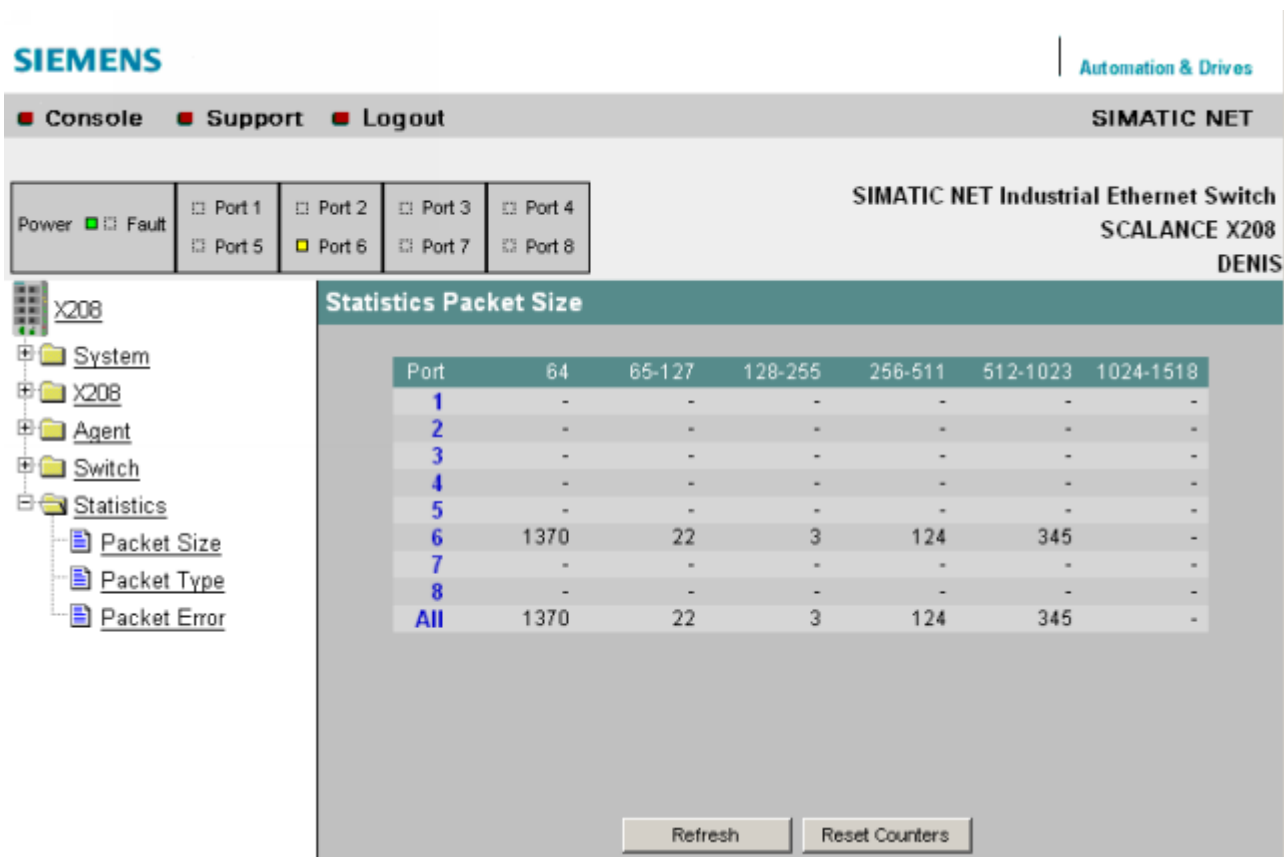 SIEMENS
Automation & Drives
Console Support Logout SIMATIC NET
Power Fault Port 1 Port 2 Port 3 Port 4
Port 5 Port 6 Port 7 Port 8
SIMATIC NET Industrial Ethernet Switch
SCALANCE X208
DENIS
X208
System
X208
Agent
Switch
Statistics
Packet Size
Packet Type
Packet Error
Statistics Packet Size
Port 64 65-127 128-255 256-511 512-1023 1024-1518
1 - - - - - -
2 - - - - - -
3 - - - - - -
4 - - - - - -
5 - - - - - -
6 1370 22 3 124 345 -
7 - - - - - -
8 - - - - - -
All 1370 22 3 124 345 -
Refresh Reset Counters